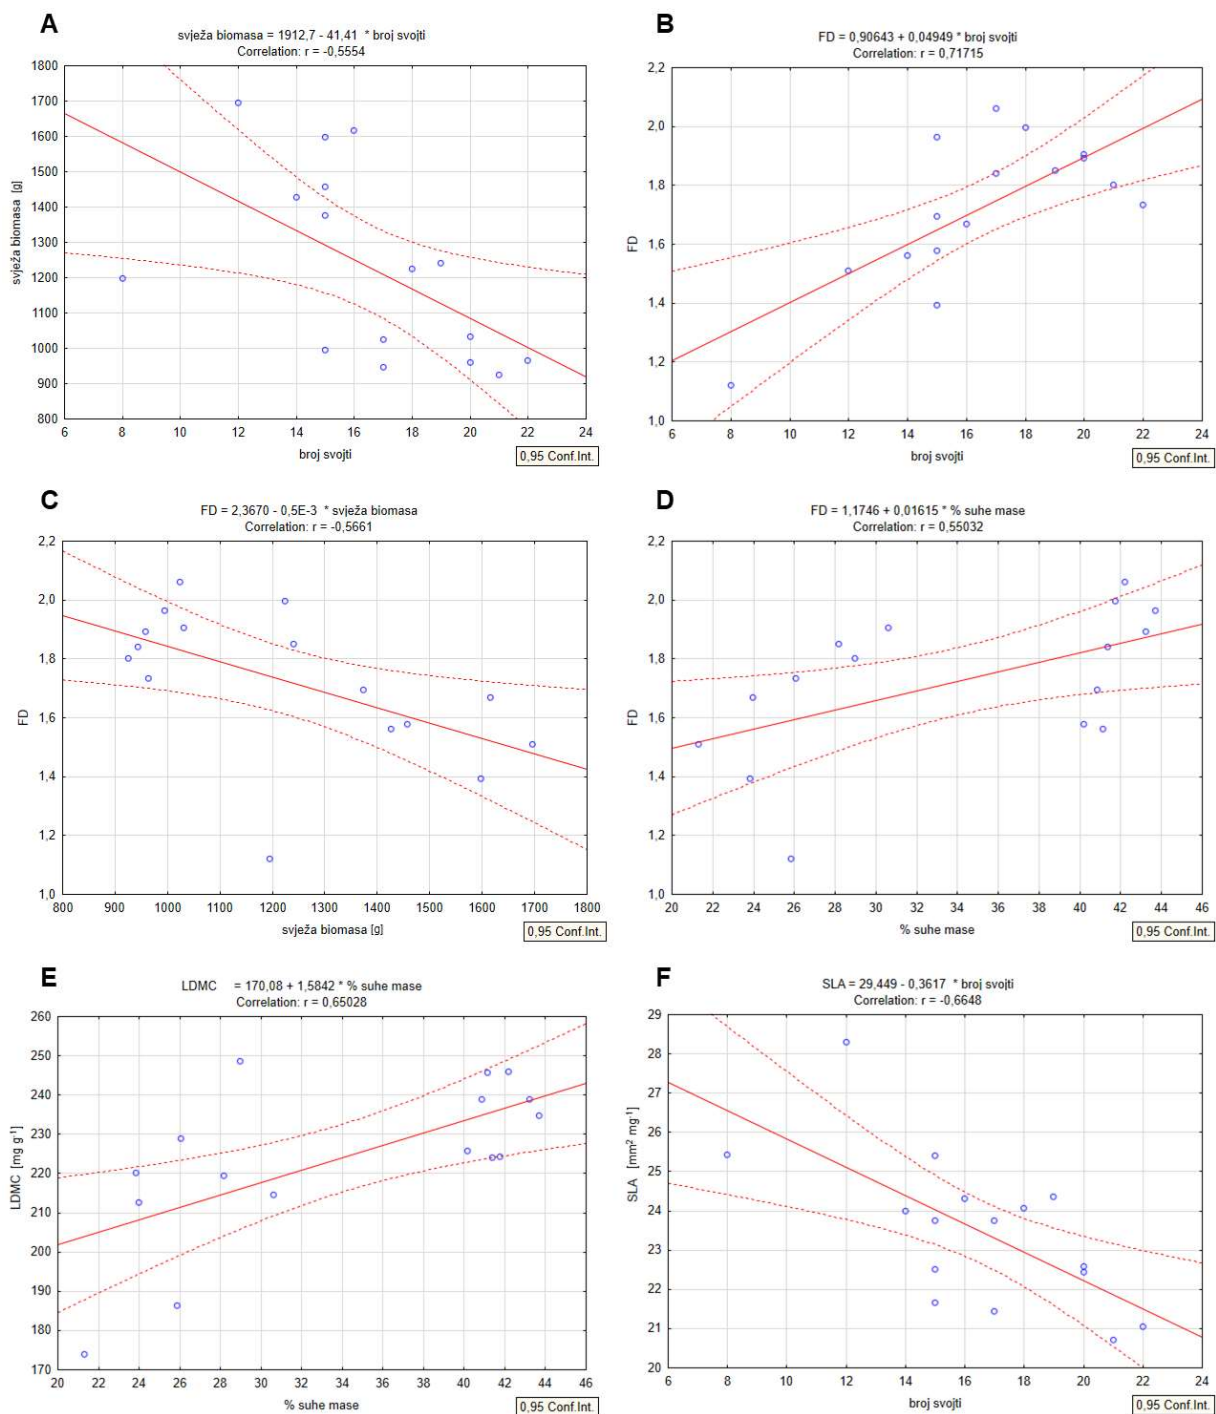 A
svježa biomasa = 1912,7 - 41,41 * broj svojti
Correlation: r = -0,5554
1800
1700
1600
1500
1400
1300
1200
1100
1000
900
800
svježa biomasa [g]
6 8 10 12 14 16 18 20 22 24
broj svojti
0,95 Conf.Int.
B
FD = 0,90643 + 0,04949 * broj svojti
Correlation: r = 0,71715
2,2
2,0
1,8
1,6
1,4
1,2
1,0
FD
6 8 10 12 14 16 18 20 22 24
broj svojti
0,95 Conf.Int.
C
FD = 2,3670 - 0,5E-3 * svježa biomasa
Correlation: r = -0,5661
2,2
2,0
1,8
1,6
1,4
1,2
1,0
FD
800 900 1000 1100 1200 1300 1400 1500 1600 1700 1800
svježa biomasa [g]
0,95 Conf.Int.
D
FD = 1,1746 + 0,01615 * % suhe mase
Correlation: r = 0,55032
2,2
2,0
1,8
1,6
1,4
1,2
1,0
FD
20 22 24 26 28 30 32 34 36 38 40 42 44 46
% suhe mase
0,95 Conf.Int.
E
LDMC = 170,08 + 1,5842 * % suhe mase
Correlation: r = 0,65028
260
250
240
230
220
210
200
190
180
170
LDMC [mg g⁻¹]
20 22 24 26 28 30 32 34 36 38 40 42 44 46
% suhe mase
0,95 Conf.Int.
F
SLA = 29,449 - 0,3617 * broj svojti
Correlation: r = -0,6648
29
28
27
26
25
24
23
22
21
20
SLA [mm² mg⁻¹]
6 8 10 12 14 16 18 20 22 24
broj svojti
0,95 Conf.Int.